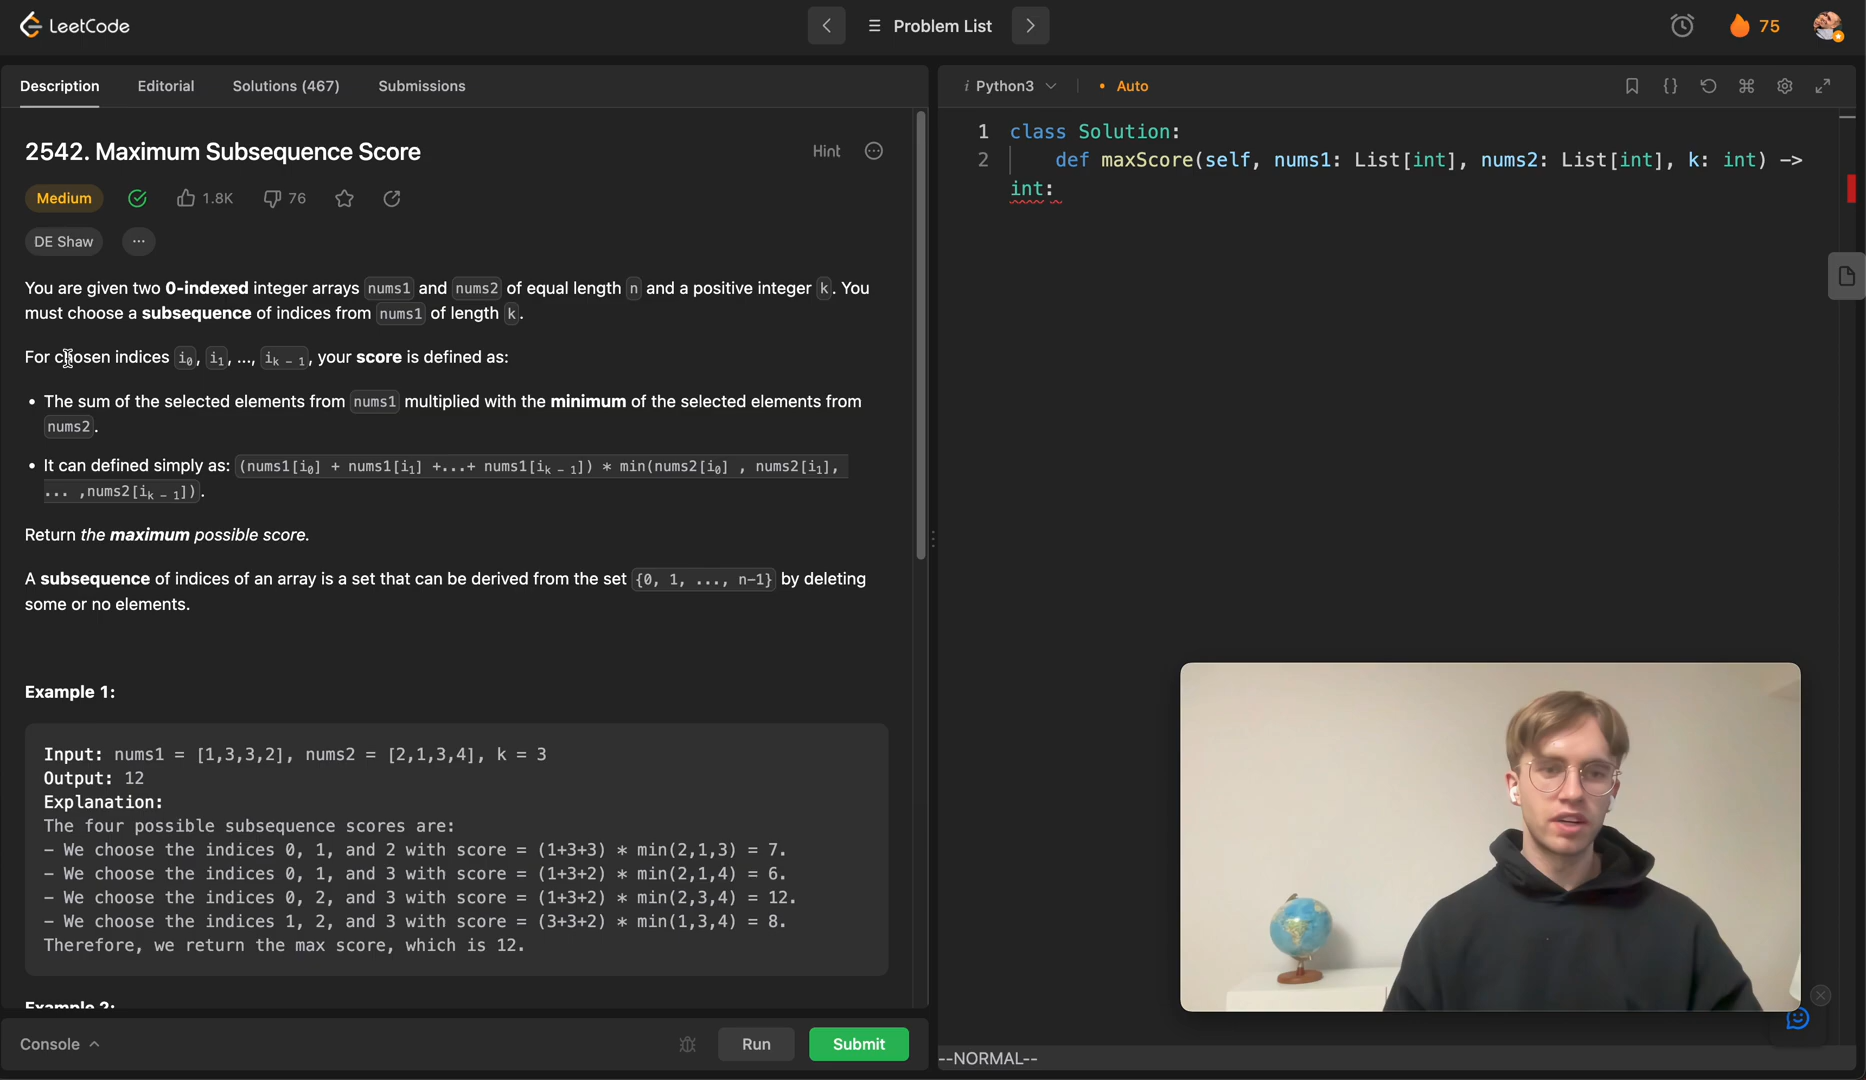 LeetCode
Problem List
75
Description Editorial Solutions (467) Submissions
2542. Maximum Subsequence Score
Hint
Medium 1.8K 76
DE Shaw ...
You are given two 0-indexed integer arrays nums1 and nums2 of equal length n and a positive integer k. You
must choose a subsequence of indices from nums1 of length k.
For chosen indices i0, i1, ..., ik - 1, your score is defined as:
• The sum of the selected elements from nums1 multiplied with the minimum of the selected elements from
nums2.
• It can defined simply as: (nums1[i0] + nums1[i1] +...+ nums1[ik - 1]) * min(nums2[i0] , nums2[i1],
... ,nums2[ik - 1]).
Return the maximum possible score.
A subsequence of indices of an array is a set that can be derived from the set {0, 1, ..., n-1} by deleting
some or no elements.
Example 1:
Input: nums1 = [1,3,3,2], nums2 = [2,1,3,4], k = 3
Output: 12
Explanation:
The four possible subsequence scores are:
- We choose the indices 0, 1, and 2 with score = (1+3+3) * min(2,1,3) = 7.
- We choose the indices 0, 1, and 3 with score = (1+3+2) * min(2,1,4) = 6.
- We choose the indices 0, 2, and 3 with score = (1+3+2) * min(2,3,4) = 12.
- We choose the indices 1, 2, and 3 with score = (3+3+2) * min(1,3,4) = 8.
Therefore, we return the max score, which is 12.
Example 2:
Console Run Submit
i Python3 • Auto
1 class Solution:
2 def maxScore(self, nums1: List[int], nums2: List[int], k: int) ->
int:
--NORMAL--